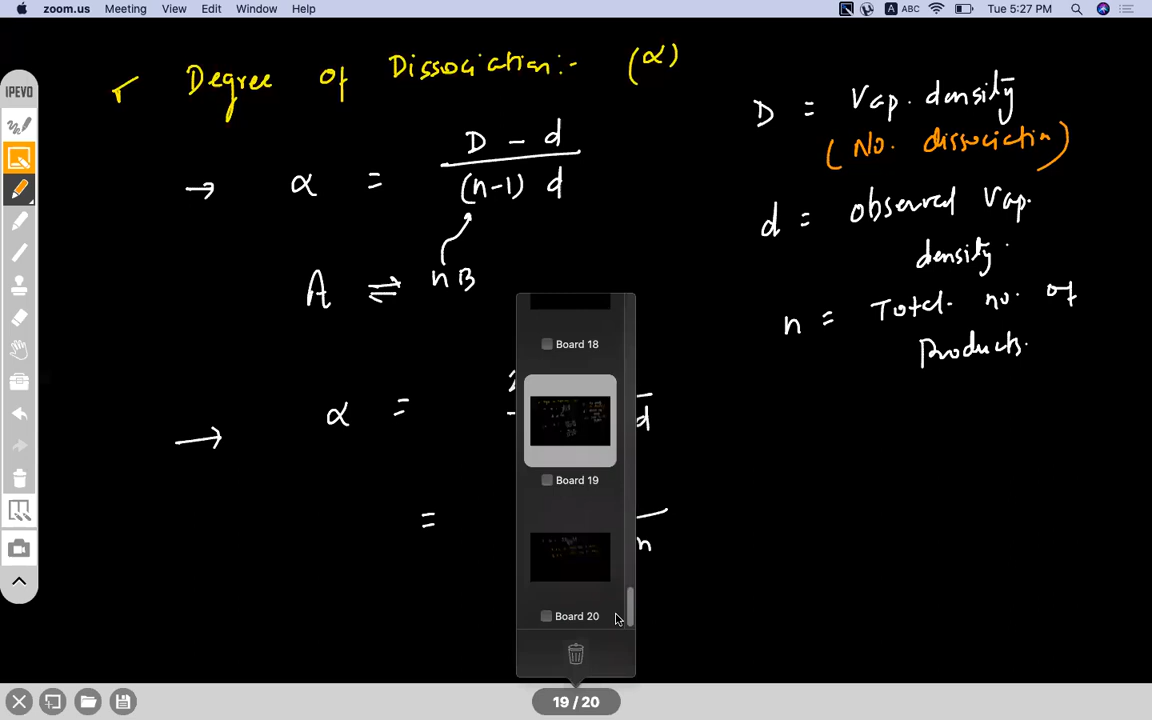 zoom.us Meeting View Edit Window Help
ABC Tue 5:27 PM
IPEVO
Degree Of Dissociation:- (α)
→ α = D - d / (n-1) d
A ⇌ nB
D = Vap. density
(No. dissociation)
d = observed Vap.
density.
n = Total. no. of
Products.
→ α = d
= n
Board 18
Board 19
Board 20
19 / 20